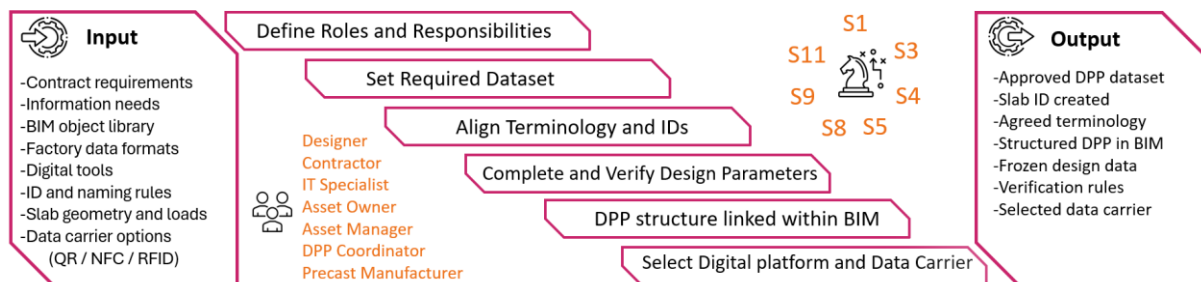 Input
-Contract requirements
-Information needs
-BIM object library
-Factory data formats
-Digital tools
-ID and naming rules
-Slab geometry and loads
-Data carrier options
(QR / NFC / RFID)
Define Roles and Responsibilities
Set Required Dataset
Align Terminology and IDs
Complete and Verify Design Parameters
DPP structure linked within BIM
Select Digital platform and Data Carrier
Designer
Contractor
IT Specialist
Asset Owner
Asset Manager
DPP Coordinator
Precast Manufacturer
S1
S11
S3
S9
S4
S8
S5
Output
-Approved DPP dataset
-Slab ID created
-Agreed terminology
-Structured DPP in BIM
-Frozen design data
-Verification rules
-Selected data carrier